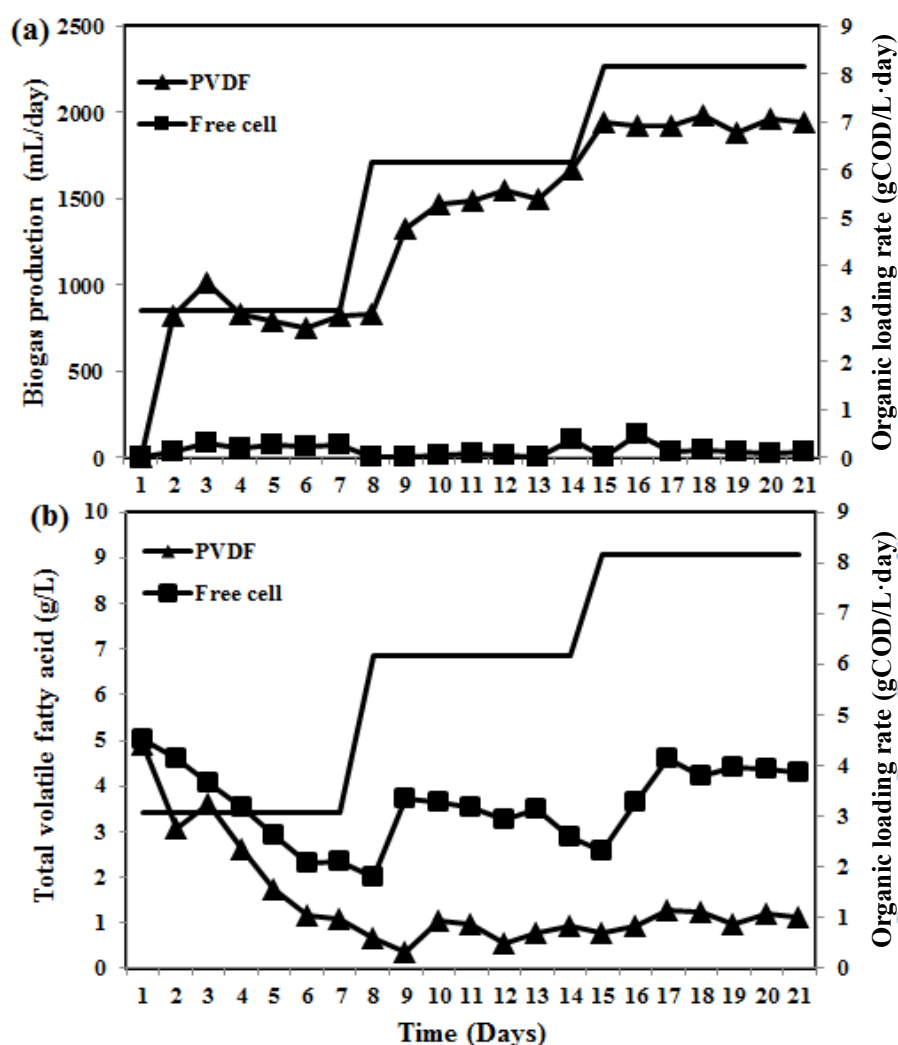 (a)
2500
2000
1500
1000
500
0
Biogas production (mL/day)
PVDF
Free cell
9
8
7
6
5
4
3
2
1
0
Organic loading rate (gCOD/L·day)
1 2 3 4 5 6 7 8 9 10 11 12 13 14 15 16 17 18 19 20 21
(b)
10
9
8
7
6
5
4
3
2
1
0
Total volatile fatty acid (g/L)
PVDF
Free cell
9
8
7
6
5
4
3
2
1
0
Organic loading rate (gCOD/L·day)
1 2 3 4 5 6 7 8 9 10 11 12 13 14 15 16 17 18 19 20 21
Time (Days)